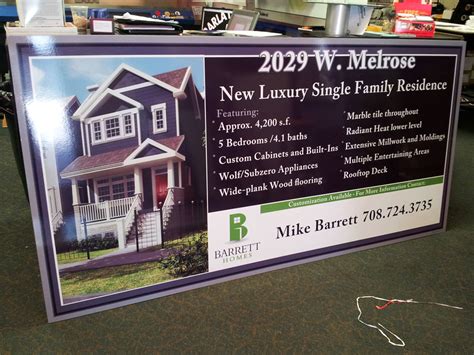 2029 W. Melrose
New Luxury Single Family Residence
Featuring:
·Approx. 4,200 s.f.
·5 Bedrooms /4.1 baths
·Custom Cabinets and Built-Ins
·Wolf/Subzero Appliances
·Wide-plank Wood flooring
·Marble tile throughout
·Radiant Heat lower level
·Extensive Millwork and Moldings
·Multiple Entertaining Areas
·Rooftop Deck
Customization Available - For More Information Contact:
BARRETT
HOMES
Mike Barrett 708.724.3735